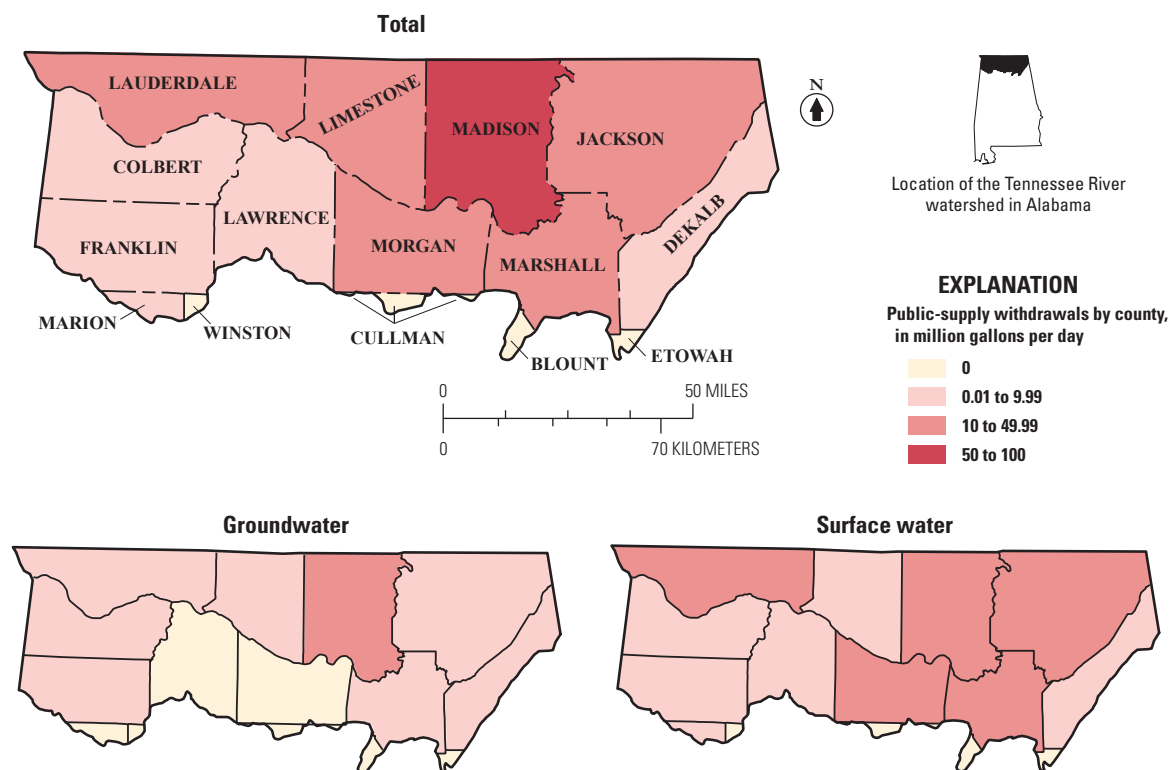 Total
LAUDERDALE
LIMESTONE
MADISON
JACKSON
COLBERT
LAWRENCE
DEKALB
FRANKLIN
MORGAN
MARSHALL
MARION
WINSTON
CULLMAN
BLOUNT
ETOWAH
0 50 MILES
0 70 KILOMETERS
N
Location of the Tennessee River
watershed in Alabama
EXPLANATION
Public-supply withdrawals by county,
in million gallons per day
0
0.01 to 9.99
10 to 49.99
50 to 100
Groundwater
Surface water